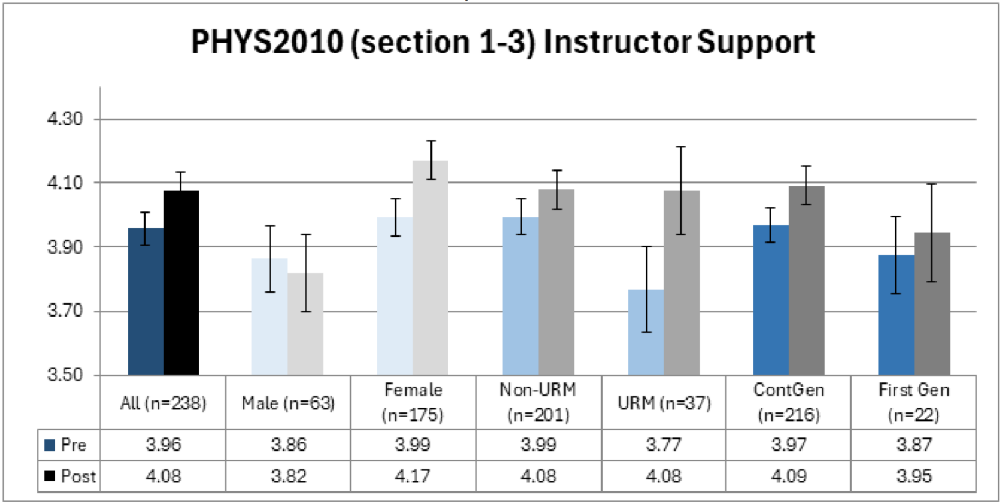 PHYS2010 (section 1-3) Instructor Support
4.30
4.10
3.90
3.70
3.50
All (n=238) Male (n=63) Female (n=175) Non-URM (n=201) URM (n=37) ContGen (n=216) First Gen (n=22)
Pre 3.96 3.86 3.99 3.99 3.77 3.97 3.87
Post 4.08 3.82 4.17 4.08 4.08 4.09 3.95